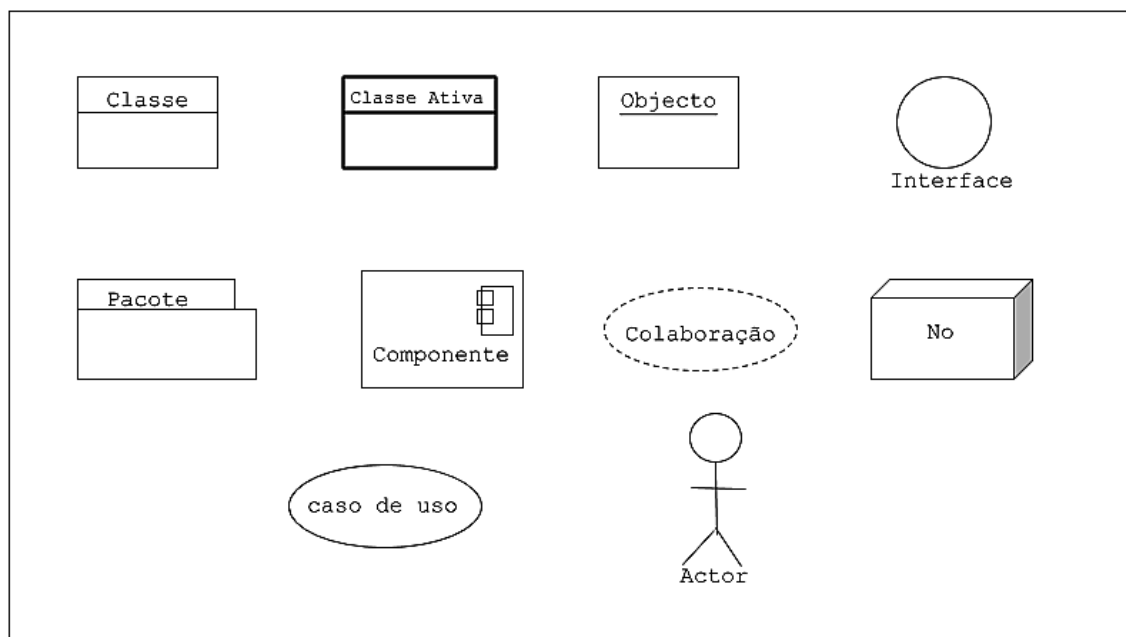 Classe
Classe Ativa
Objecto
Interface
Pacote
Componente
Colaboração
No
caso de uso
Actor